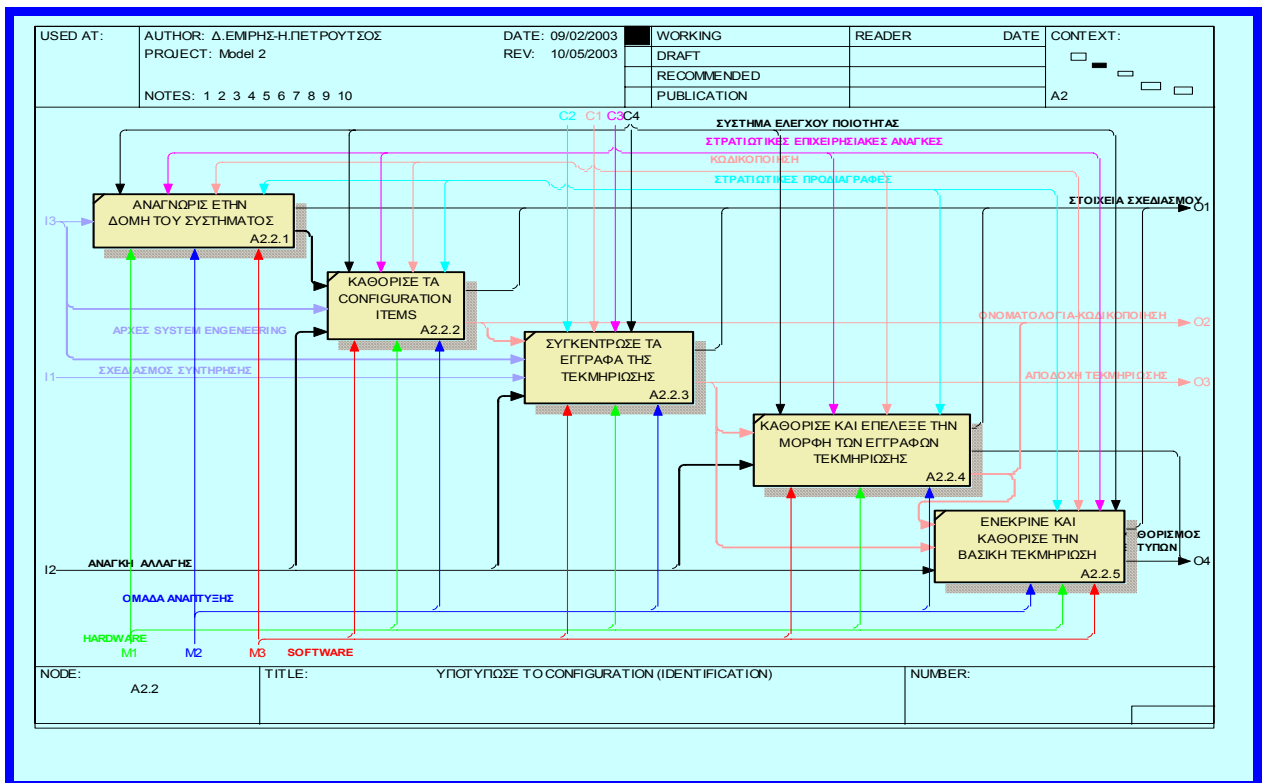 USED AT:
AUTHOR: Δ.ΕΜΙΡΗΣ-Η.ΠΕΤΡΟΥΤΣΟΣ
DATE: 09/02/2003
WORKING
READER
DATE
CONTEXT:
PROJECT: Model 2
REV: 10/05/2003
DRAFT
RECOMMENDED
NOTES: 1 2 3 4 5 6 7 8 9 10
PUBLICATION
A2
C2 C1 C3 C4
ΣΥΣΤΗΜΑ ΕΛΕΓΧΟΥ ΠΟΙΟΤΗΤΑΣ
ΣΤΡΑΤΙΩΤΙΚΕΣ ΕΠΙΧΕΙΡΗΣΙΑΚΕΣ ΑΝΑΓΚΕΣ
ΚΩΔΙΚΟΠΟΙΗΣΗ
ΣΤΡΑΤΙΩΤΙΚΕΣ ΠΡΟΔΙΑΓΡΑΦΕΣ
ΣΤΟΙΧΕΙΑ ΣΧΕΔΙΑΣΜΟΥ
O1
I3
ΑΝΑΓΝΩΡΙΣ ΕΤΗΝ
ΔΟΜΗ ΤΟΥ ΣΥΣΤΗΜΑΤΟΣ
A2.2.1
ΚΑΘΟΡΙΣΕ ΤΑ
CONFIGURATION
ITEMS
A2.2.2
ΑΡΧΕΣ SYSTEM ENGENEERING
ΟΝΟΜΑΤΟΛΟΓΙΑ-ΚΩΔΙΚΟΠΟΙΗΣΗ
O2
ΣΥΓΚΕΝΤΡΩΣΕ ΤΑ
ΕΓΓΡΑΦΑ ΤΗΣ
ΤΕΚΜΗΡΙΩΣΗΣ
A2.2.3
I1
ΣΧΕΔΙΑΣΜΟΣ ΣΥΝΤΗΡΗΣΗΣ
ΑΠΟΔΟΧΗ ΤΕΚΜΗΡΙΩΣΗΣ
O3
ΚΑΘΟΡΙΣΕ ΚΑΙ ΕΠΕΛΕΞΕ ΤΗΝ
ΜΟΡΦΗ ΤΩΝ ΕΓΓΡΑΦΩΝ
ΤΕΚΜΗΡΙΩΣΗΣ
A2.2.4
ΕΝΕΚΡΙΝΕ ΚΑΙ
ΚΑΘΟΡΙΣΕ ΤΗΝ
ΒΑΣΙΚΗ ΤΕΚΜΗΡΙΩΣΗ
A2.2.5
ΘΟΡΙΣΜΟΣ
ΤΥΠΩΝ
O4
I2
ΑΝΑΓΚΗ ΑΛΛΑΓΗΣ
ΟΜΑΔΑ ΑΝΑΠΤΥΞΗΣ
HARDWARE
M1
M2
M3
SOFTWARE
NODE:
A2.2
TITLE:
ΥΠΟΤΥΠΩΣΕ ΤΟ CONFIGURATION (IDENTIFICATION)
NUMBER: